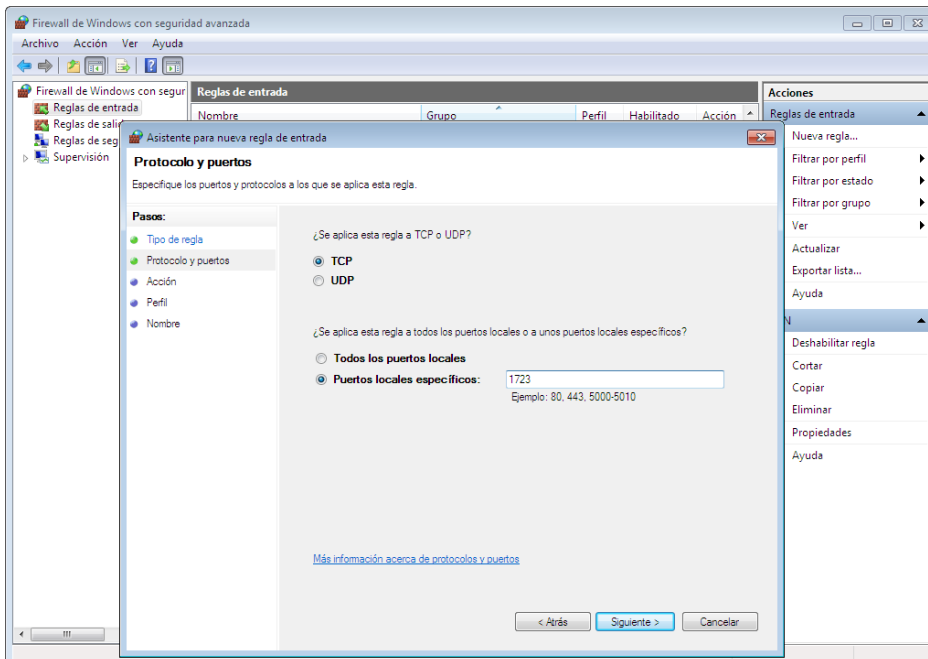 Firewall de Windows con seguridad avanzada
Archivo Acción Ver Ayuda
Firewall de Windows con segur
Reglas de entrada
Reglas de salid
Reglas de seg
Supervisión
Reglas de entrada
Nombre Grupo Perfil Habilitado Acción
Asistente para nueva regla de entrada
Protocolo y puertos
Especifique los puertos y protocolos a los que se aplica esta regla.
Pasos:
Tipo de regla
Protocolo y puertos
Acción
Perfil
Nombre
¿Se aplica esta regla a TCP o UDP?
TCP
UDP
¿Se aplica esta regla a todos los puertos locales o a unos puertos locales específicos?
Todos los puertos locales
Puertos locales específicos: 1723
Ejemplo: 80, 443, 5000-5010
Más información acerca de protocolos y puertos
< Atrás Siguiente > Cancelar
Acciones
Reglas de entrada
Nueva regla...
Filtrar por perfil
Filtrar por estado
Filtrar por grupo
Ver
Actualizar
Exportar lista...
Ayuda
N
Deshabilitar regla
Cortar
Copiar
Eliminar
Propiedades
Ayuda